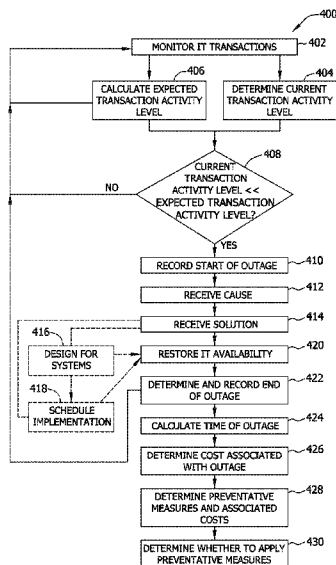 400
MONITOR IT TRANSACTIONS
402
406
404
CALCULATE EXPECTED
TRANSACTION ACTIVITY
LEVEL
DETERMINE CURRENT
TRANSACTION ACTIVITY
LEVEL
408
CURRENT
TRANSACTION
ACTIVITY LEVEL <<
EXPECTED TRANSACTION
ACTIVITY LEVEL?
NO
YES
RECORD START OF OUTAGE
410
RECEIVE CAUSE
412
RECEIVE SOLUTION
414
416
DESIGN FOR
SYSTEMS
RESTORE IT AVAILABILITY
420
418
SCHEDULE
IMPLEMENTATION
DETERMINE AND RECORD END
OF OUTAGE
422
CALCULATE TIME OF OUTAGE
424
DETERMINE COST ASSOCIATED
WITH OUTAGE
426
DETERMINE PREVENTATIVE
MEASURES AND ASSOCIATED
COSTS
428
DETERMINE WHETHER TO APPLY
PREVENTATIVE MEASURES
430